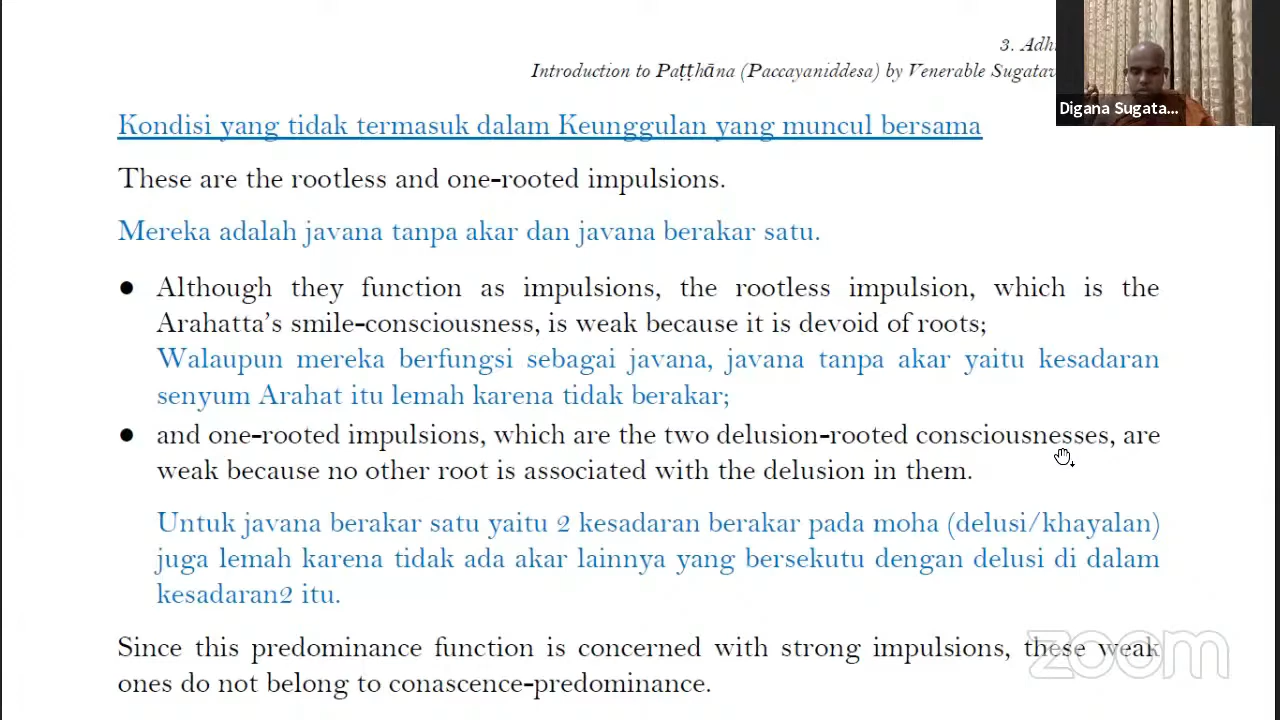 3. Adh
Introduction to Paṭṭhāna (Paccayaniddesa) by Venerable Sugata
Digana Sugata...
Kondisi yang tidak termasuk dalam Keunggulan yang muncul bersama
These are the rootless and one-rooted impulsions.
Mereka adalah javana tanpa akar dan javana berakar satu.
● Although they function as impulsions, the rootless impulsion, which is the
Arahatta’s smile-consciousness, is weak because it is devoid of roots;
Walaupun mereka berfungsi sebagai javana, javana tanpa akar yaitu kesadaran
senyum Arahat itu lemah karena tidak berakar;
● and one-rooted impulsions, which are the two delusion-rooted consciousnesses, are
weak because no other root is associated with the delusion in them.
Untuk javana berakar satu yaitu 2 kesadaran berakar pada moha (delusi/khayalan)
juga lemah karena tidak ada akar lainnya yang bersekutu dengan delusi di dalam
kesadaran2 itu.
Since this predominance function is concerned with strong impulsions, these weak
ones do not belong to conascence-predominance.
zoom